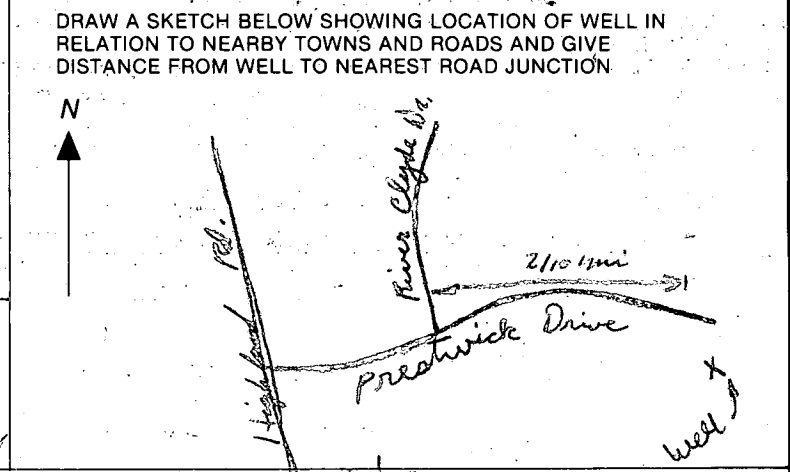 DRAW A SKETCH BELOW SHOWING LOCATION OF WELL IN
RELATION TO NEARBY TOWNS AND ROADS AND GIVE
DISTANCE FROM WELL TO NEAREST ROAD JUNCTION
N
River Clyde Dr.
Highland Rd.
2/10 mi
Prestwick Drive
X
Well